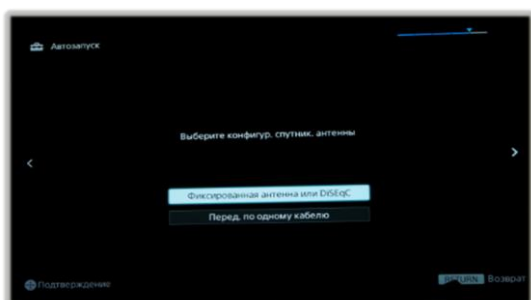 Автозапуск
Выберите конфигур. спутник. антенны
Фиксированная антенна или DiSEqC
Перед. по одному кабелю
Подтверждение
RETURN Возврат